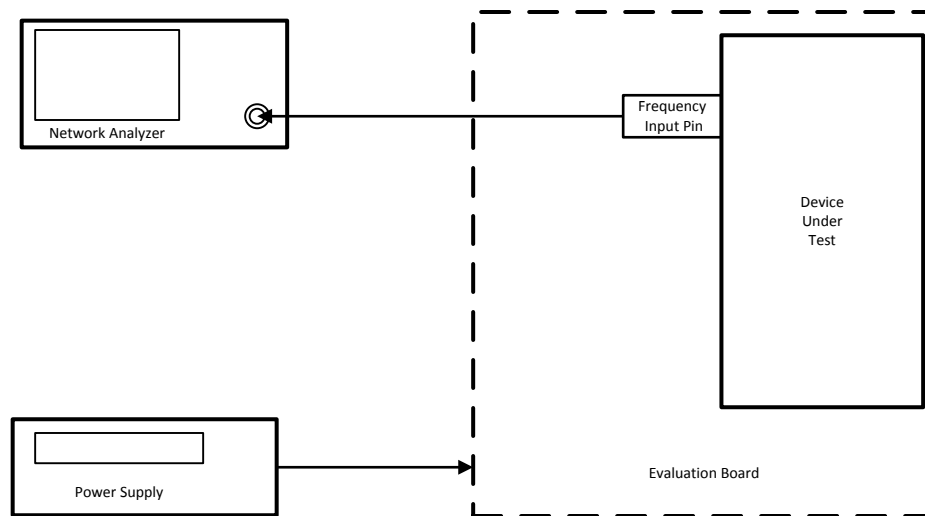 Network Analyzer
Frequency
Input Pin
Device
Under
Test
Evaluation Board
Power Supply